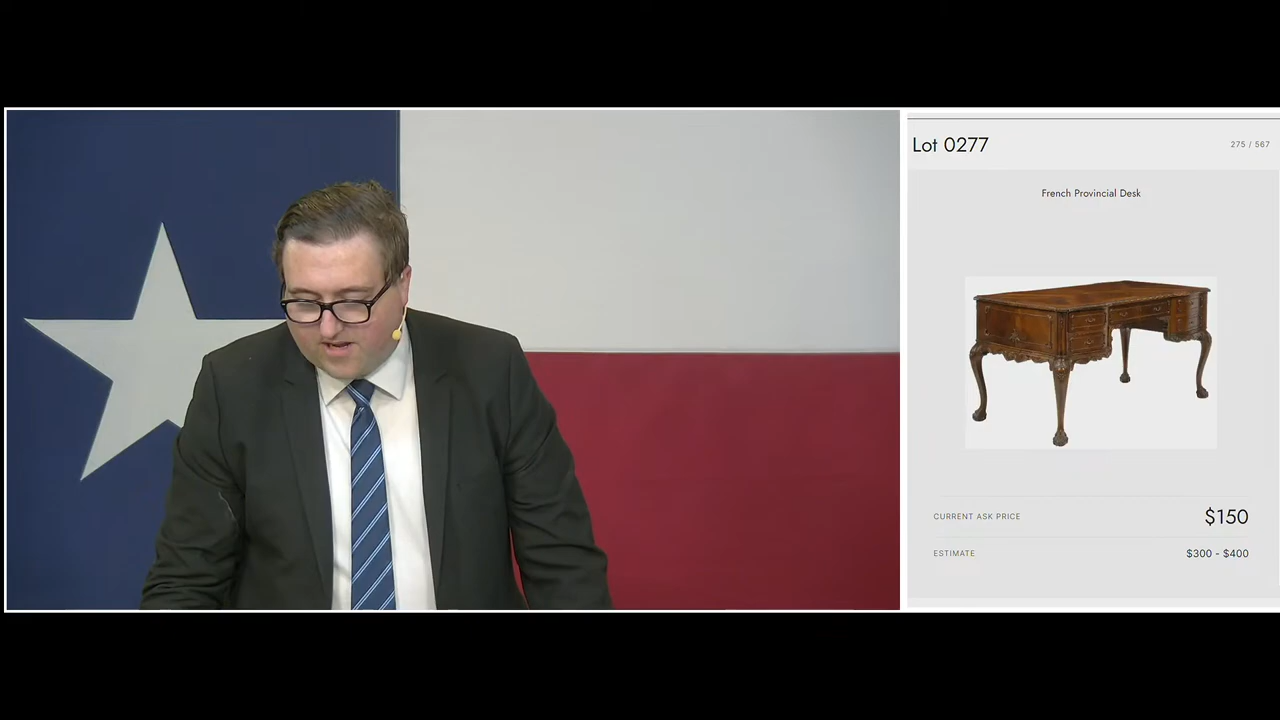 Lot 0277
275 / 567
French Provincial Desk
CURRENT ASK PRICE
$150
ESTIMATE
$300 - $400